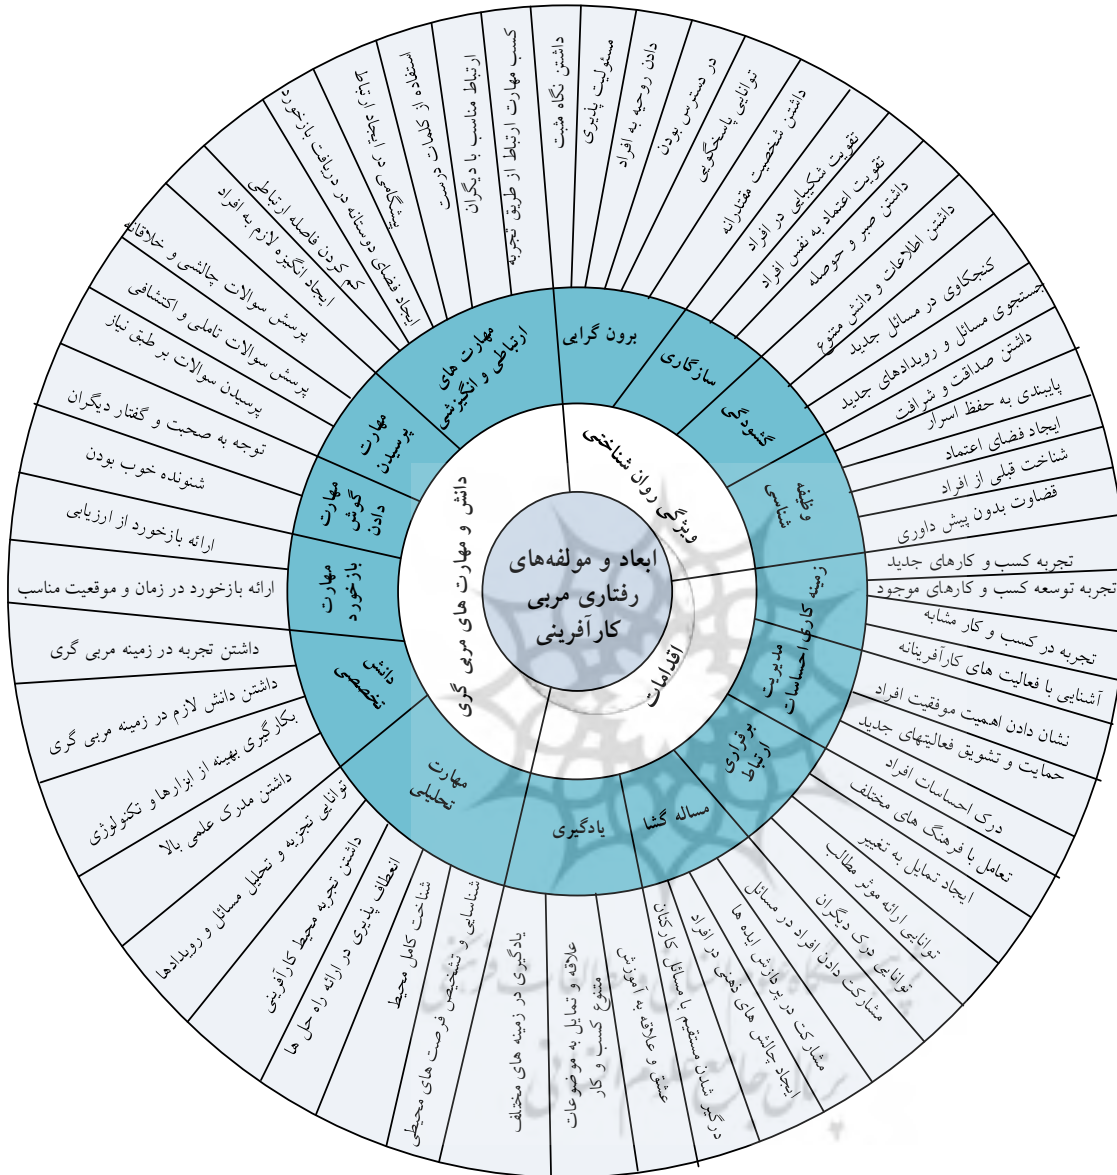 ابعاد و مولفه‌های
رفتاری مربی
کارآفرینی
ویژگی روان شناختی
اقدامات
دانش و مهارت های مربی گری
برون گرایی
سازگاری
گشودگی
وظیفه
شناسی
زمینه کاری
مدیریت
احساسات
برقراری
ارتباط
مساله گشا
یادگیری
مهارت
تحلیلی
دانش
تخصصی
مهارت
بازخورد
مهارت
گوش
دادن
مهارت
پرسیدن
مهارت های
ارتباطی و انگیزشی
داشتن نگاه مثبت
مسئولیت پذیری
دادن روحیه به افراد
در دسترس بودن
توانایی پاسخگویی
داشتن شخصیت مقتدرانه
تقویت شکیبایی در افراد
تقویت اعتماد به نفس افراد
داشتن صبر و حوصله
داشتن اطلاعات و دانش متنوع
کنجکاوی در مسائل جدید
جستجوی مسائل و رویدادهای جدید
داشتن صداقت و شرافت
پایبندی به حفظ اسرار
ایجاد فضای اعتماد
شناخت قبلی از افراد
قضاوت بدون پیش داوری
تجربه کسب و کارهای جدید
تجربه توسعه کسب و کارهای موجود
تجربه در کسب و کار مشابه
آشنایی با فعالیت های کارآفرینانه
نشان دادن اهمیت موفقیت افراد
حمایت و تشویق فعالیتهای جدید
درک احساسات افراد
تعامل با فرهنگ های مختلف
ایجاد تمایل به تغییر
توانایی ارائه موثر مطالب
توانایی درک دیگران
مشارکت دادن افراد در مسائل
مشارکت در پردازش ایده ها
ایجاد چالش های ذهنی در افراد
درگیر شدن مستقیم با مسائل کارکنان
عشق و علاقه به آموزش
علاقه و تمایل به موضوعات
متنوع کسب و کار
یادگیری در زمینه های مختلف
شناسایی و تشخیص فرصت های محیطی
شناخت کامل محیط
انعطاف پذیری در ارائه راه حل ها
داشتن تجربه محیط کارآفرینی
توانایی تجزیه و تحلیل مسائل و رویدادها
داشتن مدرک علمی بالا
بکارگیری بهینه از ابزارها و تکنولوژی
داشتن دانش لازم در زمینه مربی گری
داشتن تجربه در زمینه مربی گری
ارائه بازخورد در زمان و موقعیت مناسب
ارائه بازخورد از ارزیابی
شنونده خوب بودن
توجه به صحبت و گفتار دیگران
پرسیدن سوالات بر طبق نیاز
پرسش سوالات تاملی و اکتشافی
پرسش سوالات چالشی و خلاقانه
ایجاد انگیزه لازم به افراد
کم کردن فاصله ارتباطی
ایجاد فضای دوستانه در دریافت بازخورد
پیشگامی در ایجاد ارتباط
استفاده از کلمات درست
ارتباط مناسب با دیگران
کسب مهارت ارتباط از طریق تجربه
پژوهشگاه علوم انسانی و مطالعات فرهنگی
پرتال جامع علوم انسانی